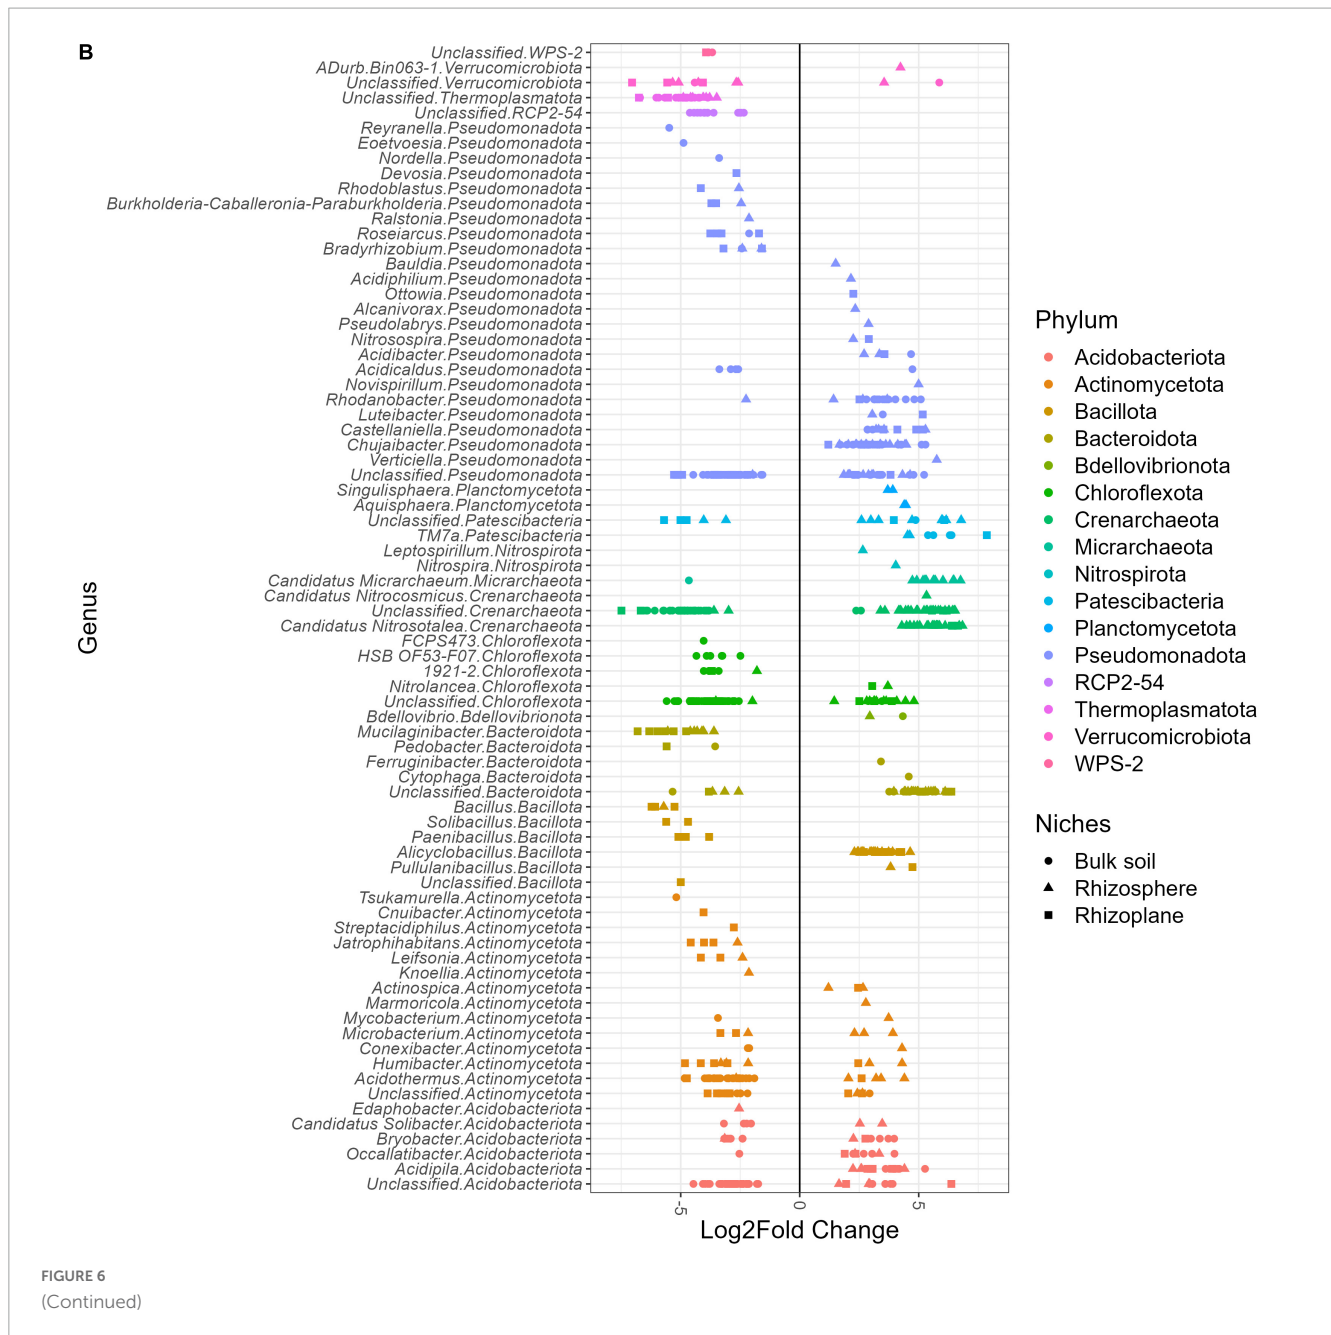 B
Unclassified.WPS-2
ADurb.Bin063-1.Verrucomicrobiota
Unclassified.Verrucomicrobiota
Unclassified.Thermoplasmatota
Unclassified.RCP2-54
Reyranella.Pseudomonadota
Eoetvoesia.Pseudomonadota
Nordella.Pseudomonadota
Devosia.Pseudomonadota
Rhodoblastus.Pseudomonadota
Burkholderia-Caballeronia-Paraburkholderia.Pseudomonadota
Ralstonia.Pseudomonadota
Roseiarcus.Pseudomonadota
Bradyrhizobium.Pseudomonadota
Bauldia.Pseudomonadota
Acidiphilium.Pseudomonadota
Ottowia.Pseudomonadota
Alcanivorax.Pseudomonadota
Pseudolabrys.Pseudomonadota
Nitrosospira.Pseudomonadota
Acidibacter.Pseudomonadota
Acidicaldus.Pseudomonadota
Novispirillum.Pseudomonadota
Rhodanobacter.Pseudomonadota
Luteibacter.Pseudomonadota
Castellaniella.Pseudomonadota
Chujaibacter.Pseudomonadota
Verticiella.Pseudomonadota
Unclassified.Pseudomonadota
Singulisphaera.Planctomycetota
Aquisphaera.Planctomycetota
Unclassified.Patescibacteria
TM7a.Patescibacteria
Leptospirillum.Nitrospirota
Nitrospira.Nitrospirota
Candidatus Micrarchaeum.Micrarchaeota
Candidatus Nitrocosmicus.Crenarchaeota
Unclassified.Crenarchaeota
Candidatus Nitrosotalea.Crenarchaeota
FCPS473.Chloroflexota
HSB OF53-F07.Chloroflexota
1921-2.Chloroflexota
Nitrolancea.Chloroflexota
Unclassified.Chloroflexota
Bdellovibrio.Bdellovibrionota
Mucilaginibacter.Bacteroidota
Pedobacter.Bacteroidota
Ferruginibacter.Bacteroidota
Cytophaga.Bacteroidota
Unclassified.Bacteroidota
Bacillus.Bacillota
Solibacillus.Bacillota
Paenibacillus.Bacillota
Alicyclobacillus.Bacillota
Pullulanibacillus.Bacillota
Unclassified.Bacillota
Tsukamurella.Actinomycetota
Cnuibacter.Actinomycetota
Streptacidiphilus.Actinomycetota
Jatrophihabitans.Actinomycetota
Leifsonia.Actinomycetota
Knoellia.Actinomycetota
Actinospica.Actinomycetota
Marmoricola.Actinomycetota
Mycobacterium.Actinomycetota
Microbacterium.Actinomycetota
Conexibacter.Actinomycetota
Humibacter.Actinomycetota
Acidothermus.Actinomycetota
Unclassified.Actinomycetota
Edaphobacter.Acidobacteriota
Candidatus Solibacter.Acidobacteriota
Bryobacter.Acidobacteriota
Occallatibacter.Acidobacteriota
Acidipila.Acidobacteriota
Unclassified.Acidobacteriota
Genus
-5
0
5
Log2Fold Change
Phylum
Acidobacteriota
Actinomycetota
Bacillota
Bacteroidota
Bdellovibrionota
Chloroflexota
Crenarchaeota
Micrarchaeota
Nitrospirota
Patescibacteria
Planctomycetota
Pseudomonadota
RCP2-54
Thermoplasmatota
Verrucomicrobiota
WPS-2
Niches
Bulk soil
Rhizosphere
Rhizoplane
FIGURE 6
(Continued)